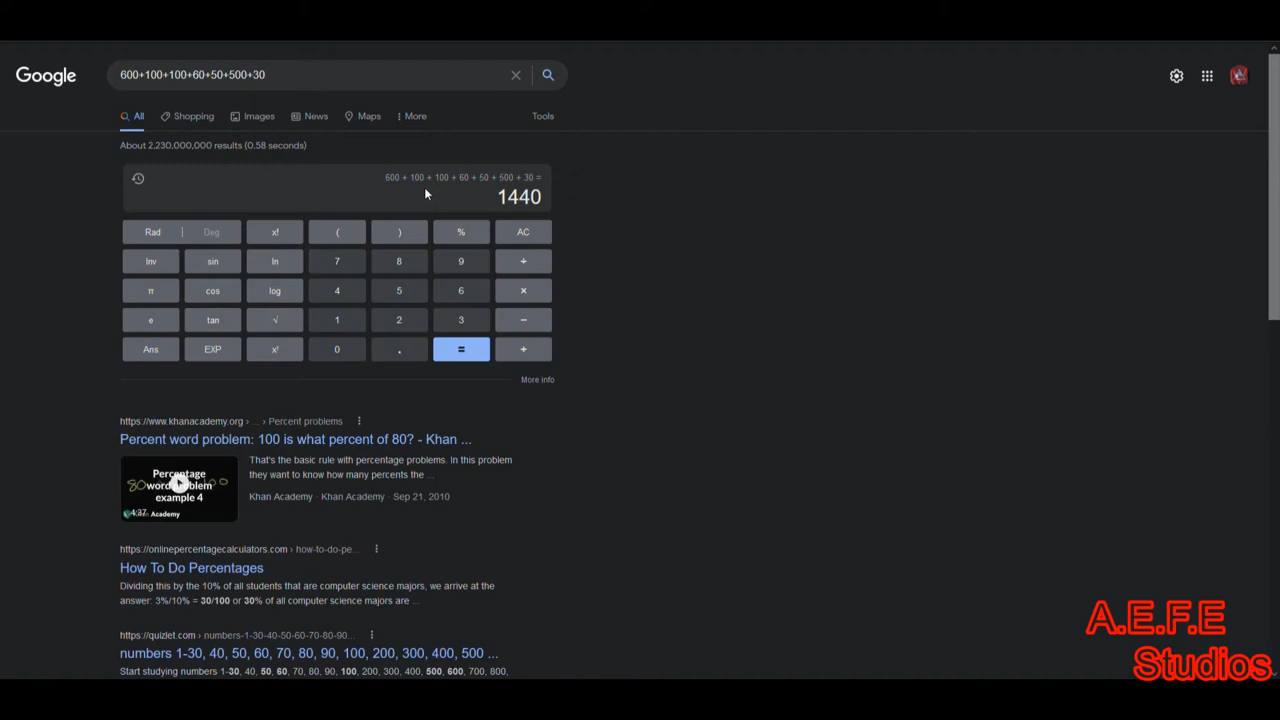 Google
600+100+100+60+50+500+30
All Shopping Images News Maps More Tools
About 2,230,000,000 results (0.58 seconds)
600 + 100 + 100 + 60 + 50 + 500 + 30 =
1440
Rad Deg x! ( ) % AC
Inv sin ln 7 8 9 ÷
π cos log 4 5 6 ×
e tan √ 1 2 3 −
Ans EXP 0 . = +
More info
https://www.khanacademy.org › ... › Percent problems
Percent word problem: 100 is what percent of 80? - Khan ...
That's the basic rule with percentage problems. In this problem
they want to know how many percents the ...
Khan Academy · Khan Academy · Sep 21, 2010
Percentage
word problem
example 4
4:37
Academy
https://onlinepercentagecalculators.com › how-to-do-pe...
How To Do Percentages
Dividing this by the 10% of all students that are computer science majors, we arrive at the
answer: 3%/10% = 30/100 or 30% of all computer science majors are ...
https://quizlet.com › numbers-1-30-40-50-60-70-80-90...
numbers 1-30, 40, 50, 60, 70, 80, 90, 100, 200, 300, 400, 500 ...
Start studying numbers 1-30, 40, 50, 60, 70, 80, 90, 100, 200, 300, 400, 500, 600, 700, 800,
A.E.F.E
Studios